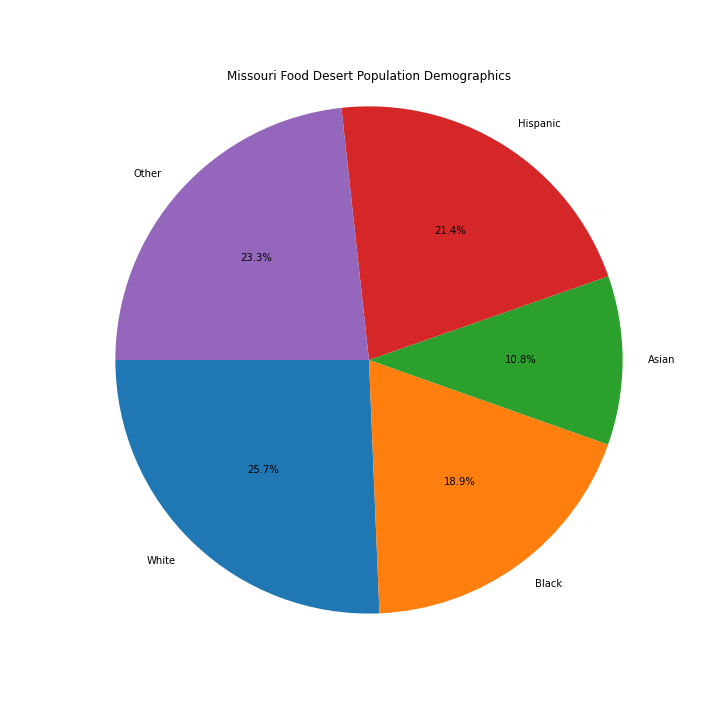 Missouri Food Desert Population Demographics
Hispanic
Other
21.4%
23.3%
Asian
10.8%
25.7%
18.9%
White
Black